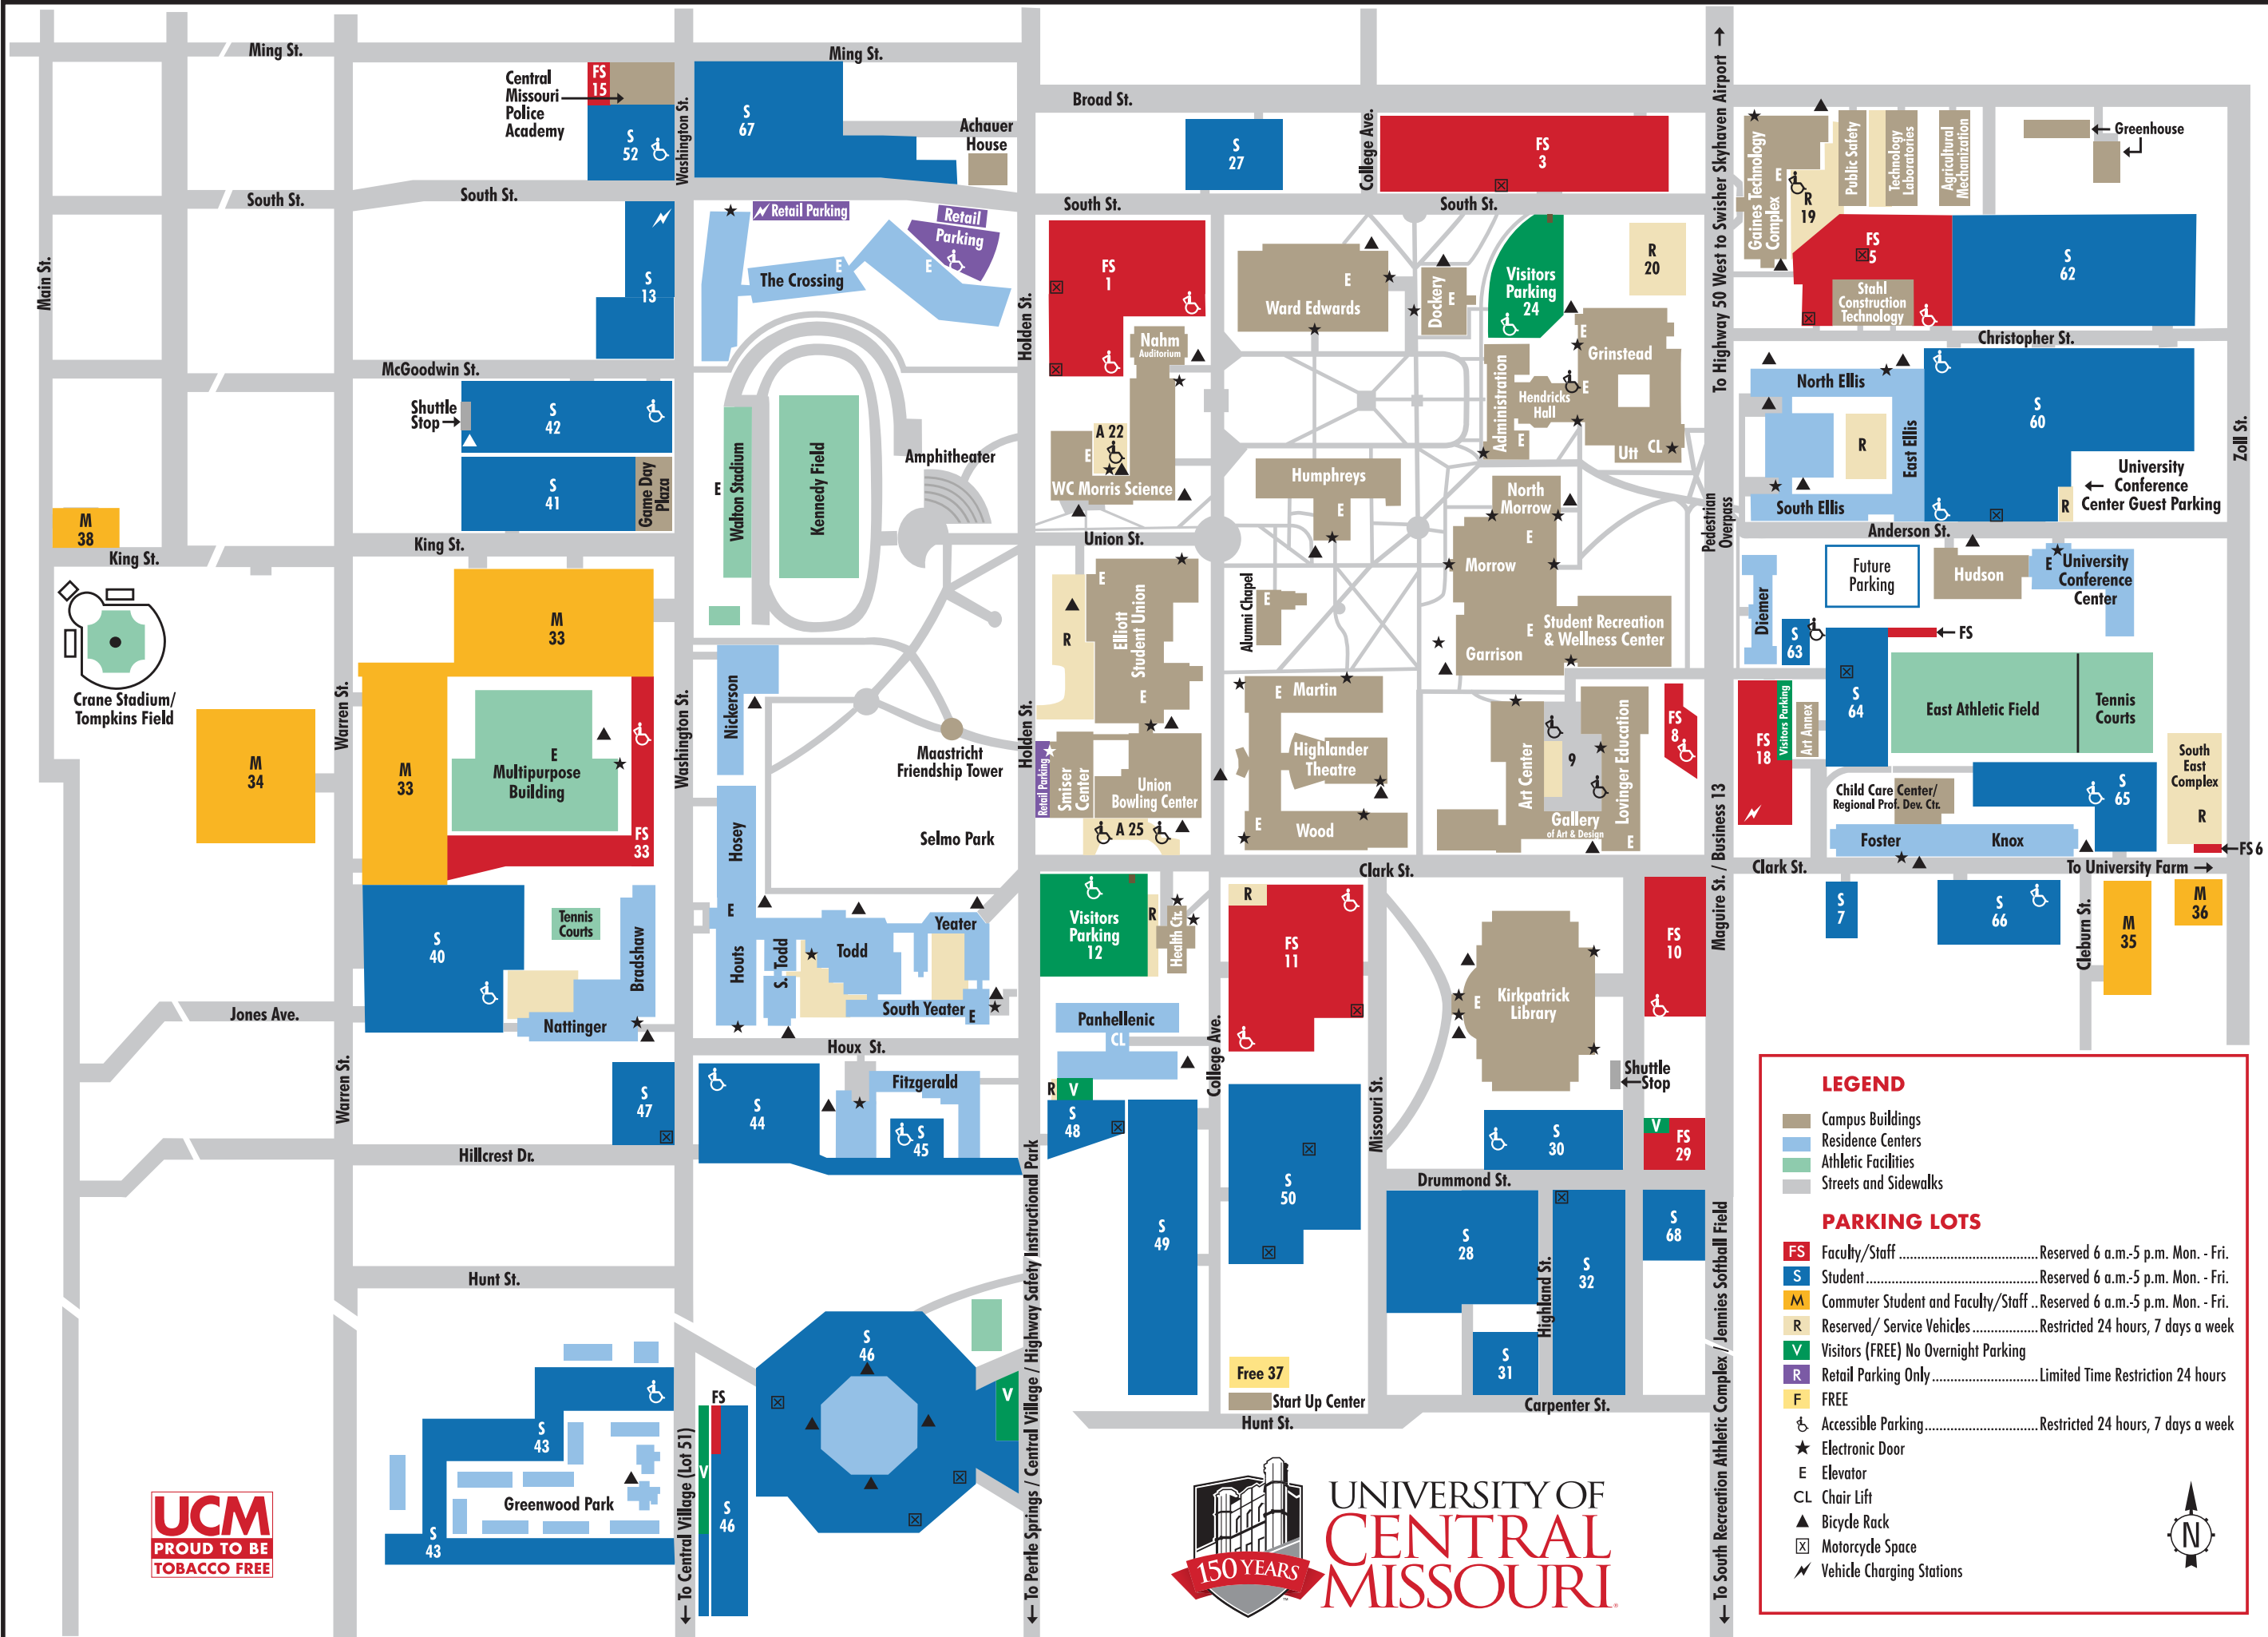 Ming St.
Ming St.
Central
Missouri
Police
Academy
FS
15
S
52
Washington St.
S
67
Achauer
House
Broad St.
S
27
College Ave.
FS
3
To Highway 50 West to Swisher Skyhaven Airport
Gaines Technology
Complex
E
R
19
Public Safety
Technology
Laboratories
Agricultural
Mechanization
Greenhouse
South St.
South St.
South St.
South St.
Main St.
S
13
Retail Parking
Retail
Parking
The Crossing
E
E
Holden St.
FS
1
Nahm
Auditorium
Ward Edwards
E
Dockery
E
Visitors
Parking
24
R
20
FS
5
Stahl
Construction
Technology
S
62
Christopher St.
McGoodwin St.
Shuttle
Stop
S
42
S
41
Game Day
Plaza
E
Walton Stadium
Kennedy Field
Amphitheater
A 22
E
WC Morris Science
Humphreys
E
Administration
E
Hendricks
Hall
E
E
Grinstead
Utt
CL
North
Morrow
E
Morrow
North Ellis
R
East Ellis
South Ellis
S
60
University
Conference
Center Guest Parking
R
Zoll St.
Pedestrian
Overpass
Anderson St.
M
38
King St.
King St.
Union St.
Crane Stadium/
Tompkins Field
M
33
M
33
M
34
Warren St.
E
Multipurpose
Building
FS
33
Washington St.
Nickerson
Maastricht
Friendship Tower
Selmo Park
Holden St.
R
E
Elliott
Student Union
E
Alumni Chapel
E
Retail Parking
Smiser
Center
Union
Bowling Center
A 25
Martin
E
Highlander
Theatre
E
Wood
Garrison
E
Student Recreation
& Wellness Center
Art Center
9
Gallery
of Art & Design
Lovinger Education
E
FS
8
Diemer
Future
Parking
Hudson
E
University
Conference
Center
S
63
FS
S
64
East Athletic Field
Tennis
Courts
FS
18
Visitors Parking
Art Annex
Child Care Center/
Regional Prof. Dev. Ctr.
Foster
Knox
S
65
South
East
Complex
R
FS 6
Clark St.
Clark St.
To University Farm
Maguire St. / Business 13
S
7
S
66
Cleburn St.
M
35
M
36
Hosey
E
Houts
S. Todd
Todd
Yeater
South Yeater
E
S
40
Tennis
Courts
Bradshaw
Nattinger
Jones Ave.
Visitors
Parking
12
R
Health Ctr.
R
FS
11
E
Kirkpatrick
Library
FS
10
Shuttle
Stop
Panhellenic
CL
R
V
College Ave.
Missouri St.
Houx St.
Warren St.
S
47
S
44
Fitzgerald
S
45
S
48
S
49
S
50
S
30
V
FS
29
Hillcrest Dr.
Drummond St.
S
28
Highland St.
S
32
S
68
S
31
Carpenter St.
Hunt St.
Free 37
Start Up Center
Hunt St.
S
43
S
43
Greenwood Park
FS
V
S
46
S
46
V
To Central Village (Lot 51)
To Pertle Springs / Central Village / Highway Safety Instructional Park
To South Recreation Athletic Complex / Jennies Softball Field
UCM
PROUD TO BE
TOBACCO FREE
150 YEARS
UNIVERSITY OF
CENTRAL
MISSOURI
LEGEND
Campus Buildings
Residence Centers
Athletic Facilities
Streets and Sidewalks
PARKING LOTS
FS Faculty/Staff Reserved 6 a.m.-5 p.m. Mon. - Fri.
S Student Reserved 6 a.m.-5 p.m. Mon. - Fri.
M Commuter Student and Faculty/Staff Reserved 6 a.m.-5 p.m. Mon. - Fri.
R Reserved/ Service Vehicles Restricted 24 hours, 7 days a week
V Visitors (FREE) No Overnight Parking
R Retail Parking Only Limited Time Restriction 24 hours
F FREE
Accessible Parking Restricted 24 hours, 7 days a week
Electronic Door
E Elevator
CL Chair Lift
Bicycle Rack
Motorcycle Space
Vehicle Charging Stations
N